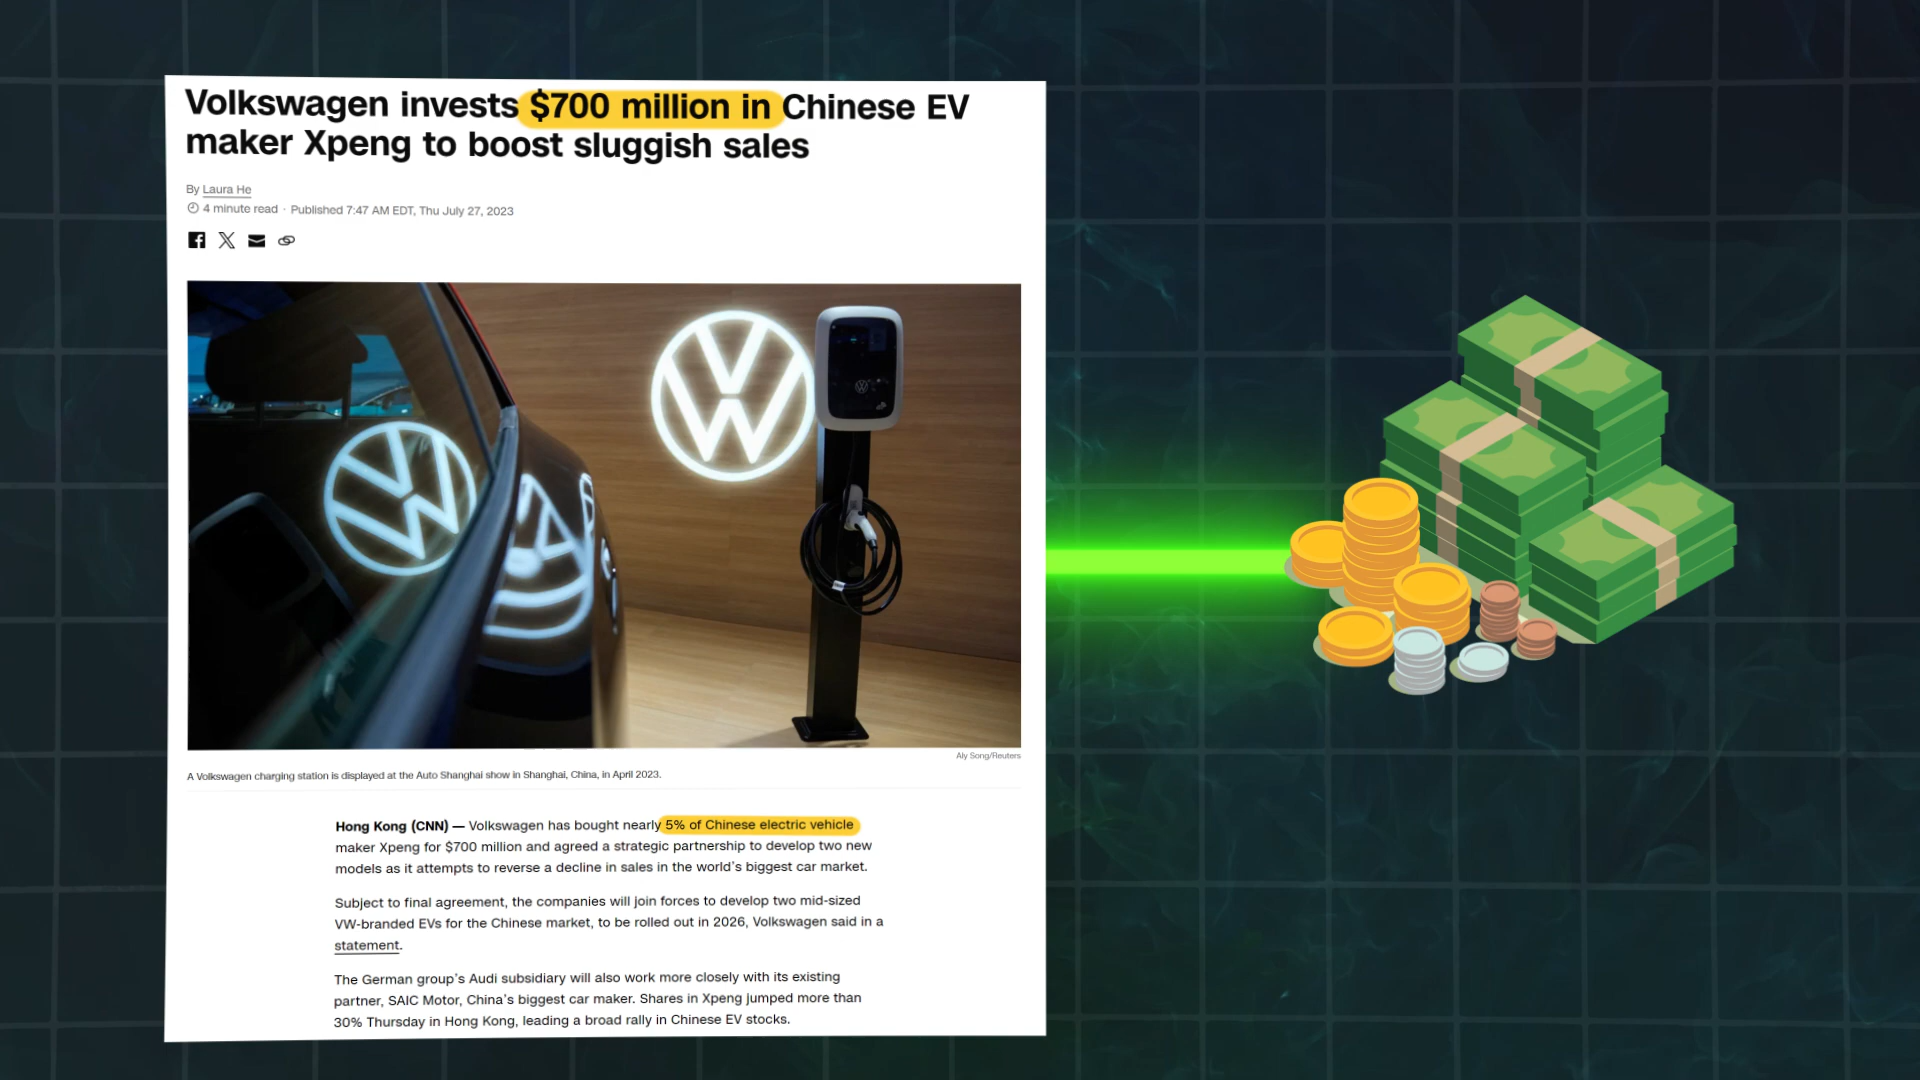 Volkswagen invests $700 million in Chinese EV
maker Xpeng to boost sluggish sales
By Laura He
4 minute read · Published 7:47 AM EDT, Thu July 27, 2023
Aly Song/Reuters
A Volkswagen charging station is displayed at the Auto Shanghai show in Shanghai, China, in April 2023.
Hong Kong (CNN) — Volkswagen has bought nearly 5% of Chinese electric vehicle
maker Xpeng for $700 million and agreed a strategic partnership to develop two new
models as it attempts to reverse a decline in sales in the world's biggest car market.
Subject to final agreement, the companies will join forces to develop two mid-sized
VW-branded EVs for the Chinese market, to be rolled out in 2026, Volkswagen said in a
statement.
The German group's Audi subsidiary will also work more closely with its existing
partner, SAIC Motor, China's biggest car maker. Shares in Xpeng jumped more than
30% Thursday in Hong Kong, leading a broad rally in Chinese EV stocks.